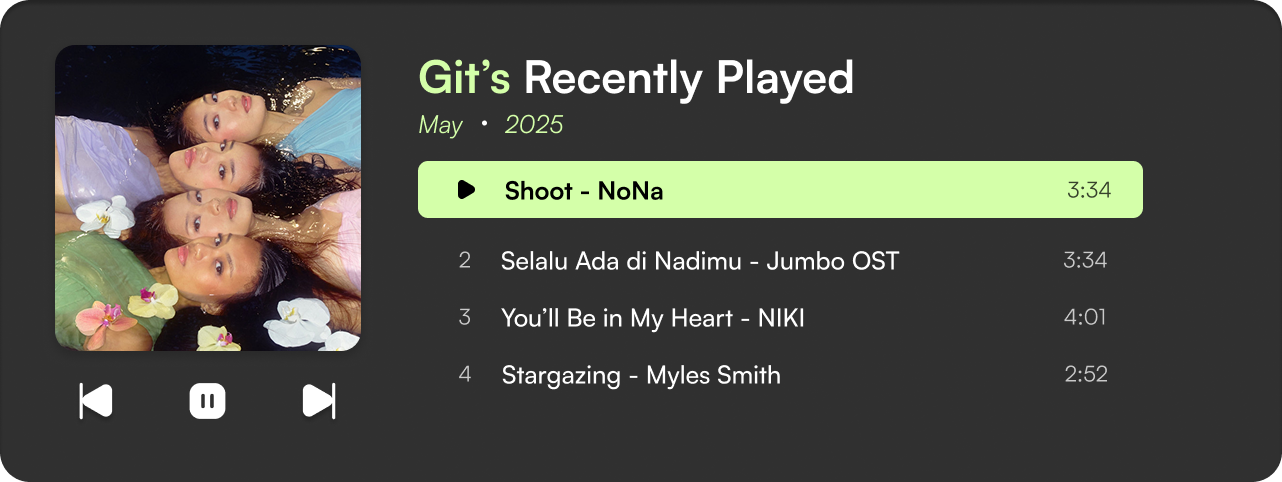 Git’s Recently Played
May • 2025
Shoot - NoNa 3:34
2 Selalu Ada di Nadimu - Jumbo OST 3:34
3 You’ll Be in My Heart - NIKI 4:01
4 Stargazing - Myles Smith 2:52